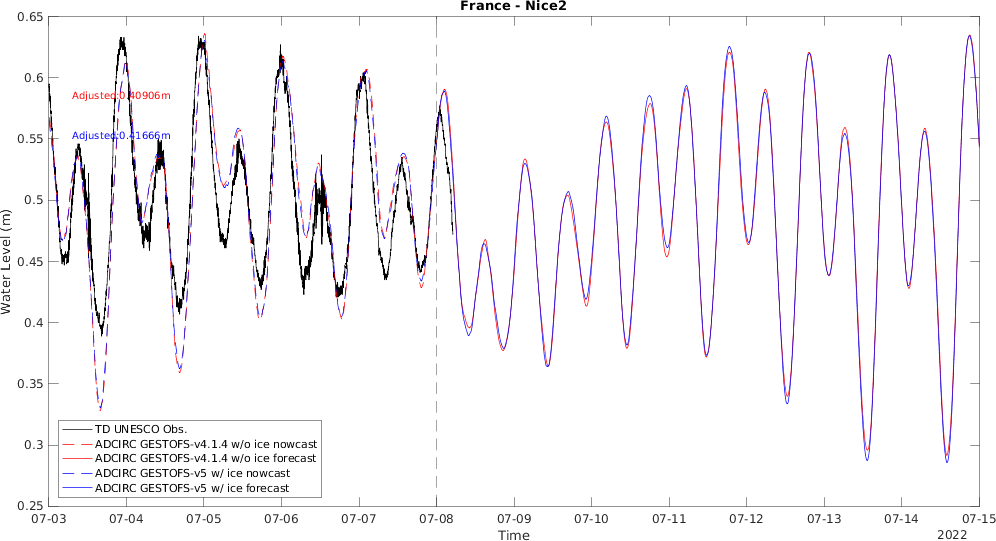 France - Nice2
0.65
0.6
0.55
0.5
0.45
0.4
0.35
0.3
0.25
Water Level (m)
Adjusted:0.40906m
Adjusted:0.41666m
TD UNESCO Obs.
ADCIRC GESTOFS-v4.1.4 w/o ice nowcast
ADCIRC GESTOFS-v4.1.4 w/o ice forecast
ADCIRC GESTOFS-v5 w/ ice nowcast
ADCIRC GESTOFS-v5 w/ ice forecast
07-03 07-04 07-05 07-06 07-07 07-08 07-09 07-10 07-11 07-12 07-13 07-14 07-15
Time
2022